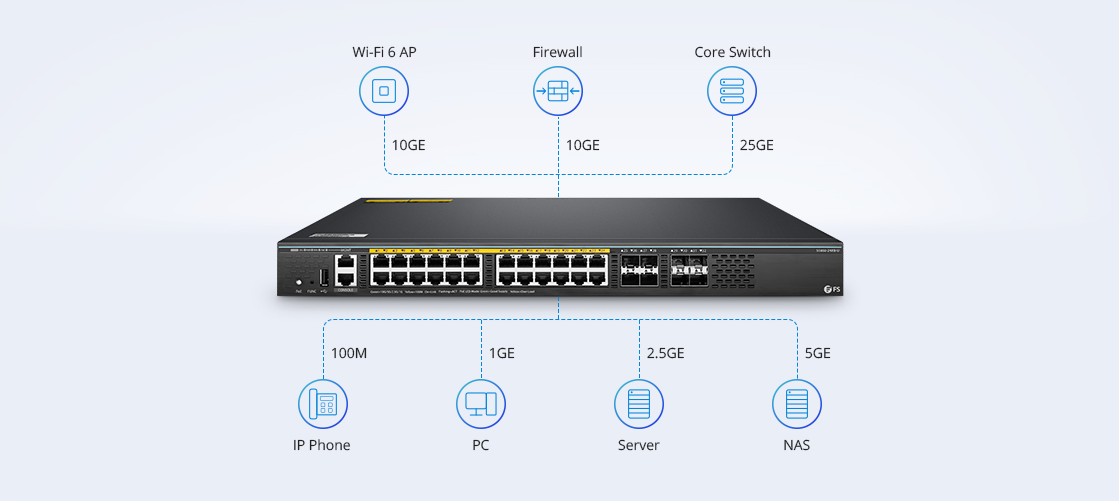 Wi-Fi 6 AP
Firewall
Core Switch
10GE
10GE
25GE
CONSOLE
FS
100M
1GE
2.5GE
5GE
IP Phone
PC
Server
NAS